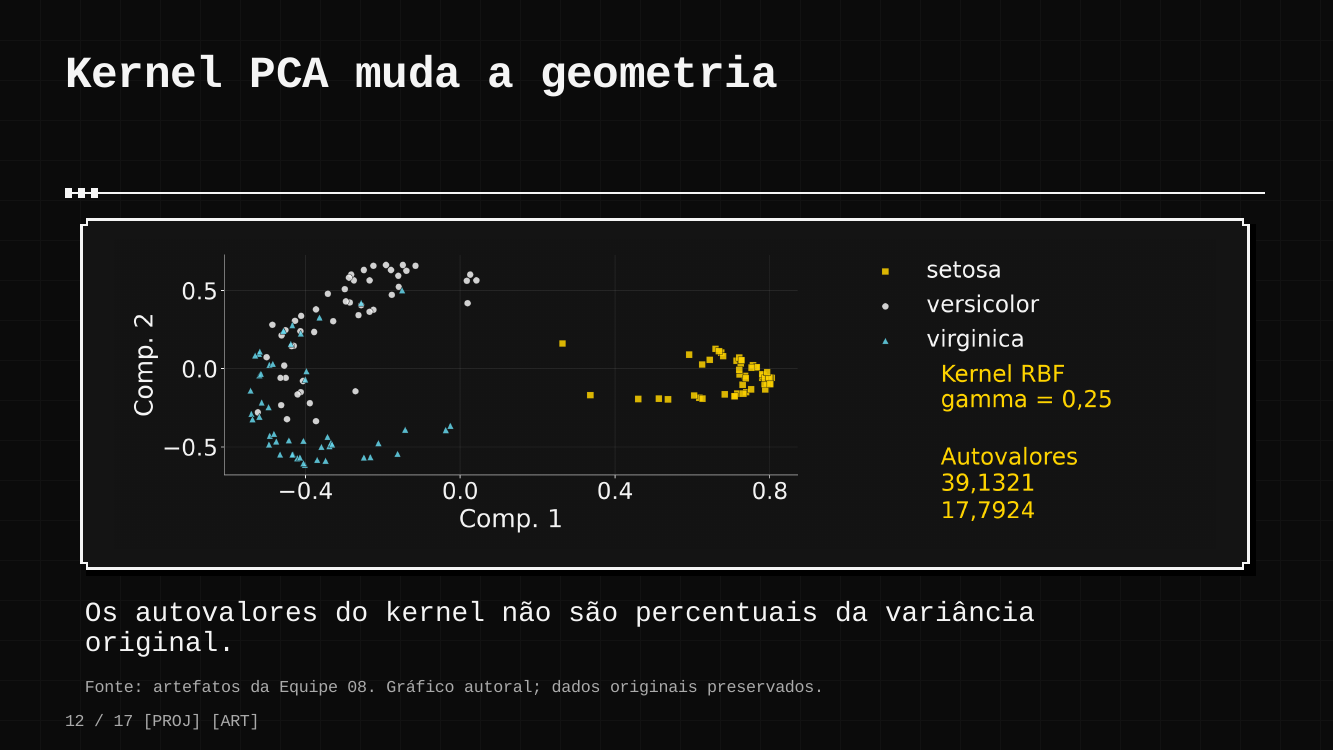 Kernel PCA muda a geometria
setosa
versicolor
virginica
Kernel RBF
gamma = 0,25
Autovalores
39,1321
17,7924
Comp. 2
0.5
0.0
−0.5
−0.4
0.0
0.4
0.8
Comp. 1
Os autovalores do kernel não são percentuais da variância
original.
Fonte: artefatos da Equipe 08. Gráfico autoral; dados originais preservados.
12 / 17 [PROJ] [ART]